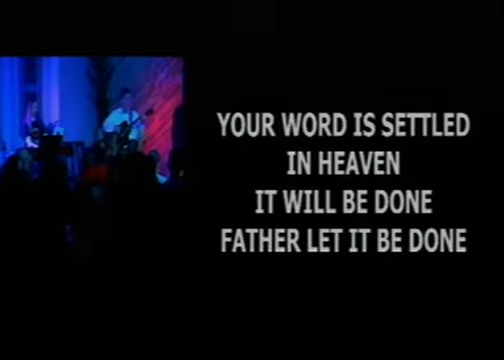 YOUR WORD IS SETTLED
IN HEAVEN
IT WILL BE DONE
FATHER LET IT BE DONE